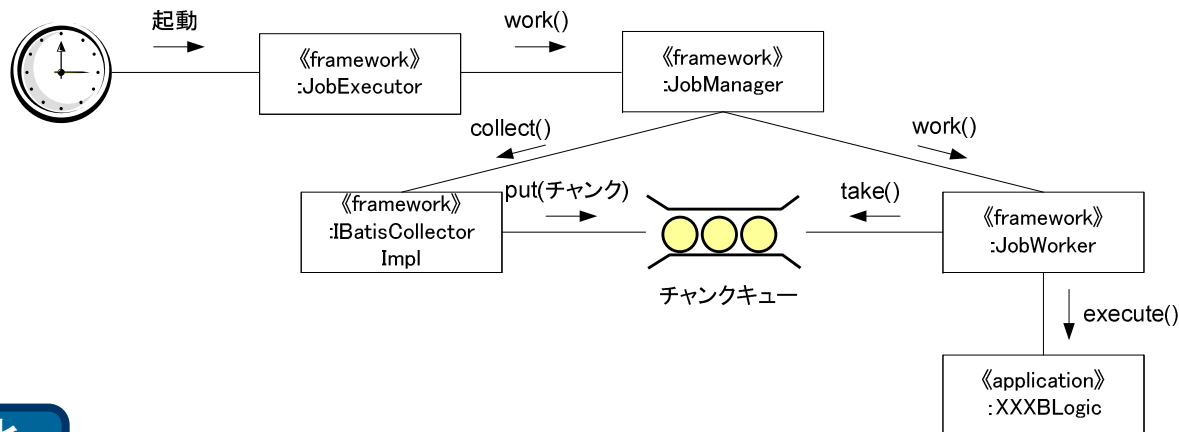 起動
work()
《framework》
:JobExecutor
《framework》
:JobManager
collect()
work()
《framework》
:IBatisCollector
Impl
put(チャンク)
take()
《framework》
:JobWorker
チャンクキュー
execute()
《application》
:XXXBLogic